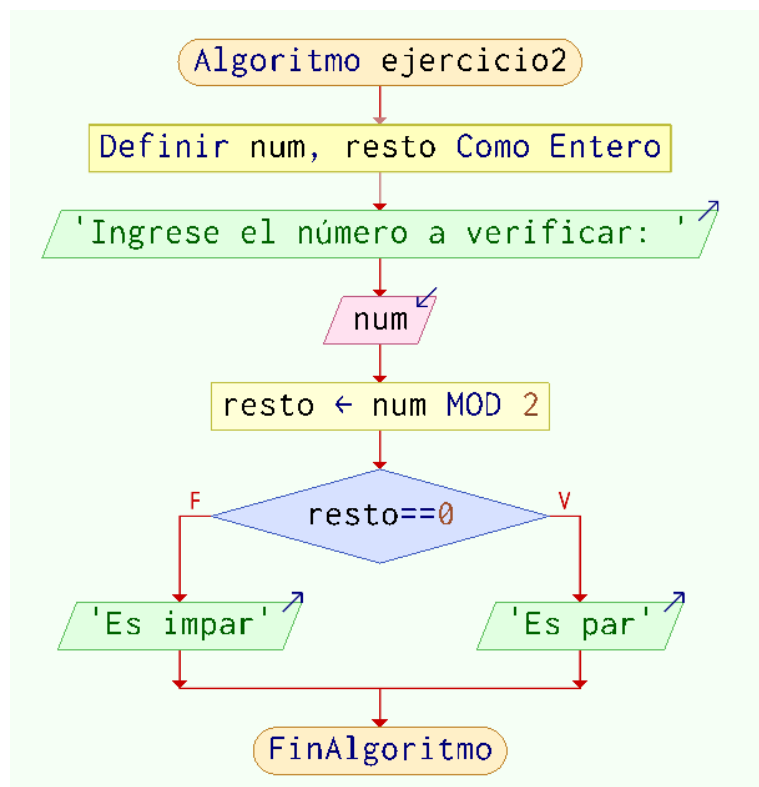 Algoritmo ejercicio2
Definir num, resto Como Entero
'Ingrese el número a verificar: '
num
resto ← num MOD 2
resto==0
F
V
'Es impar'
'Es par'
FinAlgoritmo